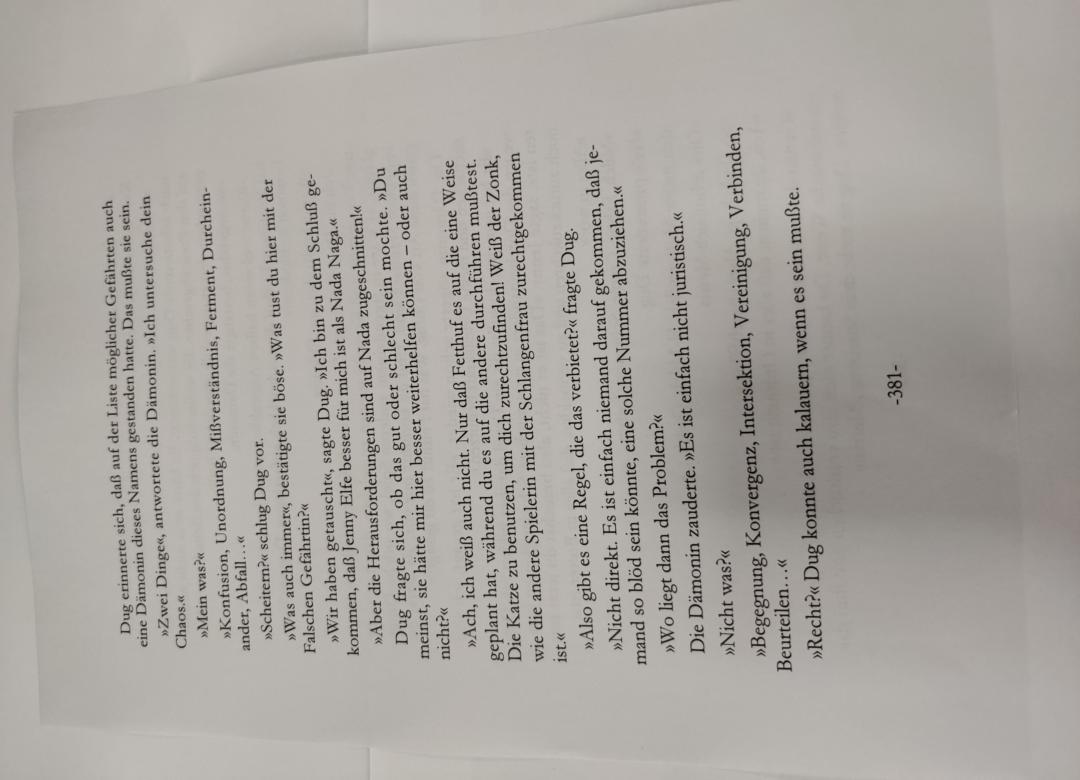 Dug erinnerte sich, daß auf der Liste möglicher Gefährten auch
eine Dämonin dieses Namens gestanden hatte. Das mußte sie sein.
»Zwei Dinge«, antwortete die Dämonin. »Ich untersuche dein
Chaos.«
»Mein was?«
»Konfusion, Unordnung, Mißverständnis, Ferment, Durchein-
ander, Abfall…«
»Scheitern?« schlug Dug vor.
»Was auch immer«, bestätigte sie böse. »Was tust du hier mit der
Falschen Gefährtin?«
»Wir haben getauscht«, sagte Dug. »Ich bin zu dem Schluß ge-
kommen, daß Jenny Elfe besser für mich ist als Nada Naga.«
»Aber die Herausforderungen sind auf Nada zugeschnitten!«
Dug fragte sich, ob das gut oder schlecht sein mochte. »Du
meinst, sie hätte mir hier besser weiterhelfen können – oder auch
nicht?«
»Ach, ich weiß auch nicht. Nur daß Fetthuf es auf die eine Weise
geplant hat, während du es auf die andere durchführen mußtest.
Die Katze zu benutzen, um dich zurechtzufinden! Weiß der Zonk,
wie die andere Spielerin mit der Schlangenfrau zurechtgekommen
ist.«
»Also gibt es eine Regel, die das verbietet?« fragte Dug.
»Nicht direkt. Es ist einfach niemand darauf gekommen, daß je-
mand so blöd sein könnte, eine solche Nummer abzuziehen.«
»Wo liegt dann das Problem?«
Die Dämonin zauderte. »Es ist einfach nicht juristisch.«
»Nicht was?«
»Begegnung, Konvergenz, Intersektion, Vereinigung, Verbinden,
Beurteilen…«
»Recht?« Dug konnte auch kalauern, wenn es sein mußte.
-381-